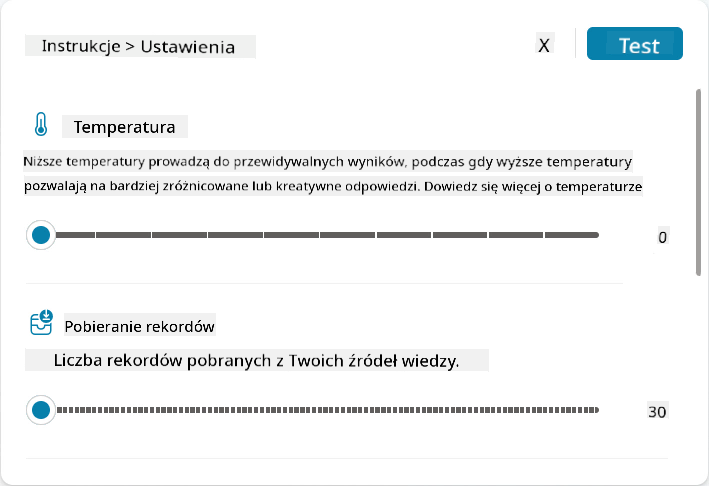 Instrukcje > Ustawienia
X
Test
Temperatura
Niższe temperatury prowadzą do przewidywalnych wyników, podczas gdy wyższe temperatury
pozwalają na bardziej zróżnicowane lub kreatywne odpowiedzi. Dowiedz się więcej o temperaturze
0
Pobieranie rekordów
Liczba rekordów pobranych z Twoich źródeł wiedzy.
30